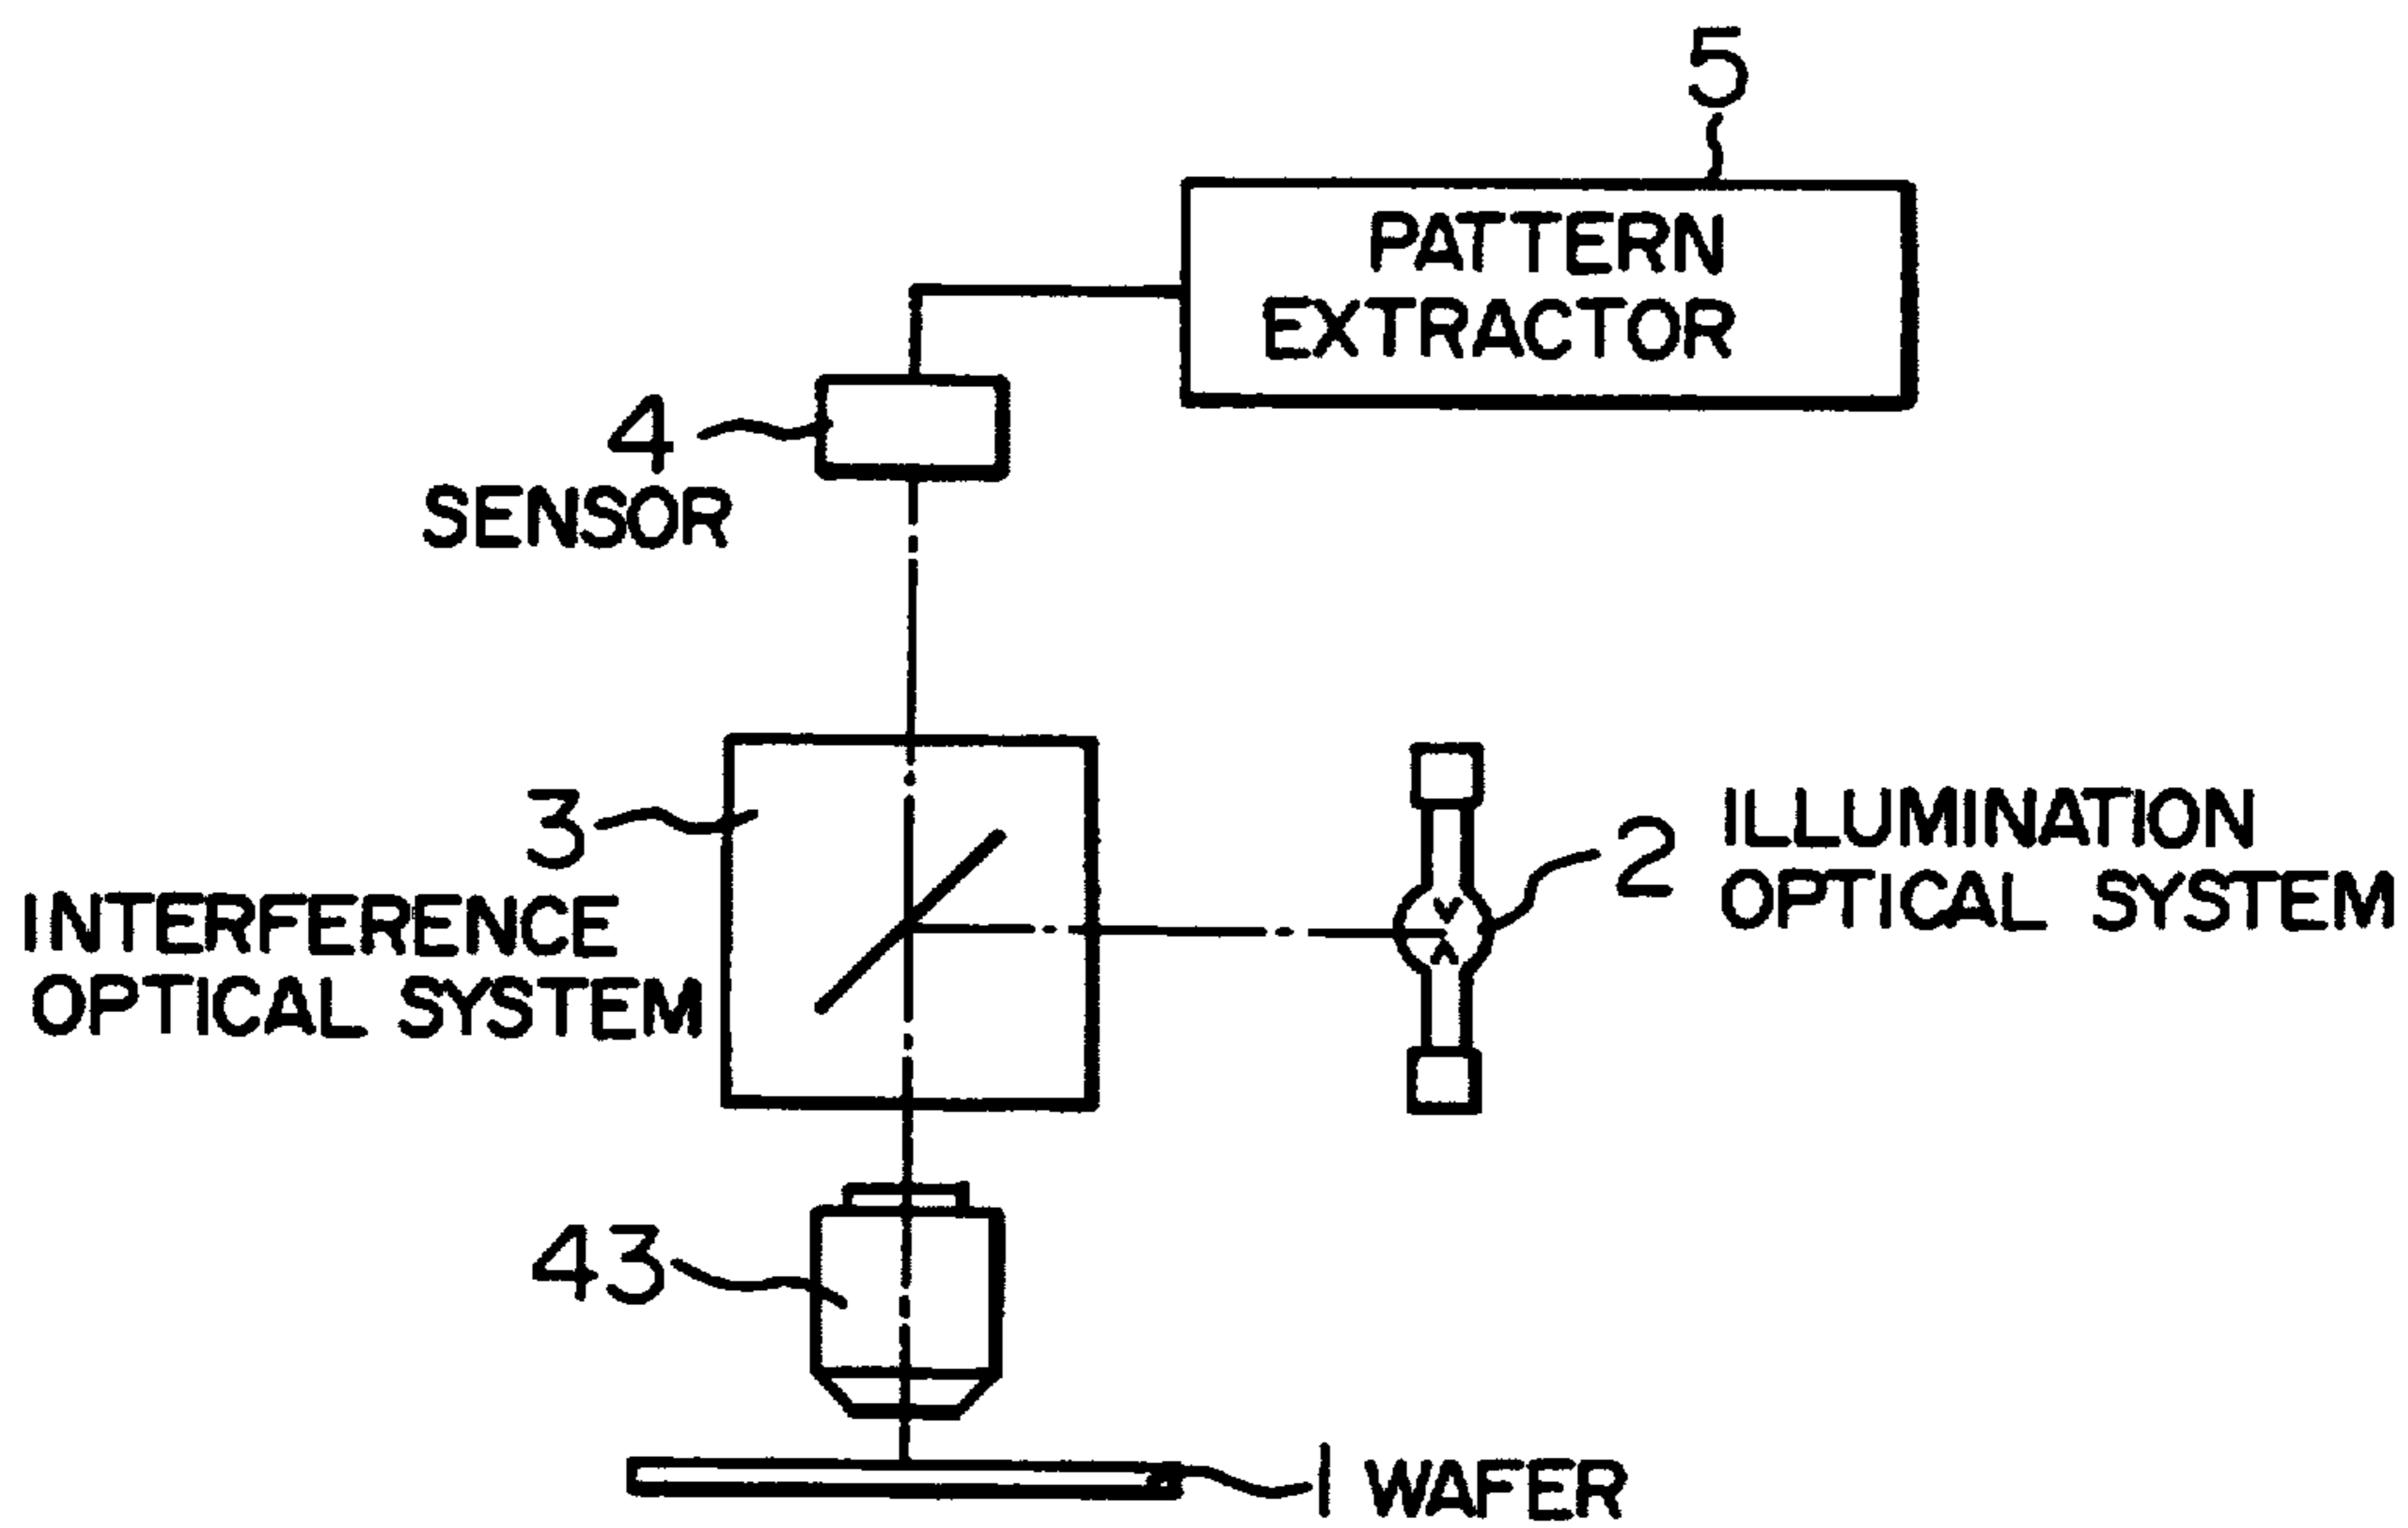 5
PATTERN
EXTRACTOR
4
SENSOR
3
INTERFERENCE
OPTICAL SYSTEM
2
ILLUMINATION
OPTICAL SYSTEM
43
1 WAFER